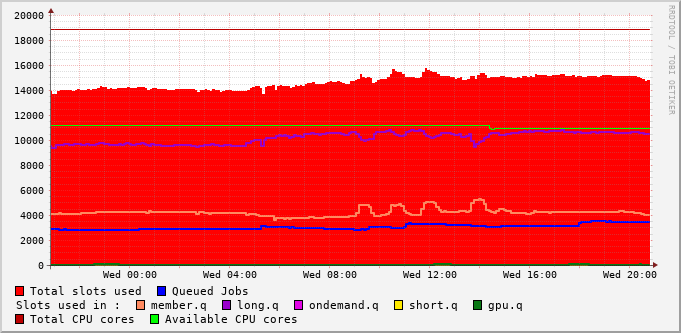 RRDTOOL / TOBI OETIKER
20000
18000
16000
14000
12000
10000
8000
6000
4000
2000
0
Wed 00:00 Wed 04:00 Wed 08:00 Wed 12:00 Wed 16:00 Wed 20:00
Total slots used Queued Jobs
Slots used in : member.q long.q ondemand.q short.q gpu.q
Total CPU cores Available CPU cores